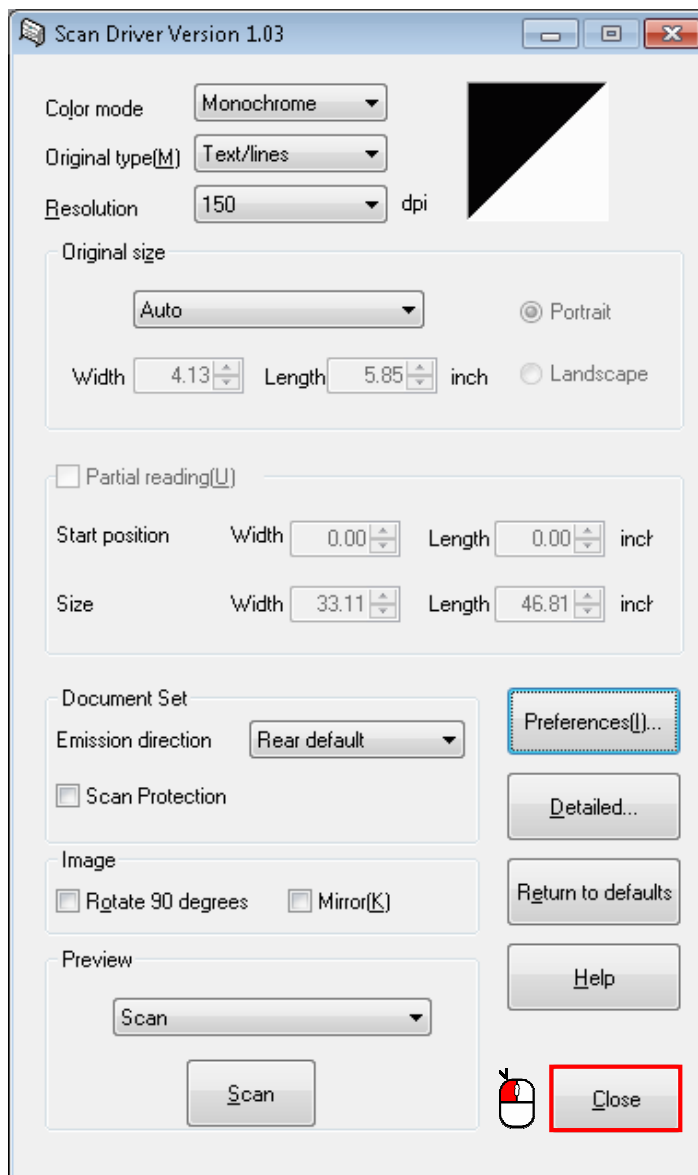 Scan Driver Version 1.03
Color mode Monochrome
Original type(M) Text/lines
Resolution 150 dpi
Original size
Auto Portrait
Width 4.13 Length 5.85 inch Landscape
Partial reading(U)
Start position Width 0.00 Length 0.00 inch
Size Width 33.11 Length 46.81 inch
Document Set
Emission direction Rear default
Scan Protection
Preferences(I)...
Detailed...
Image
Rotate 90 degrees Mirror(K)
Return to defaults
Preview
Scan
Help
Scan
Close